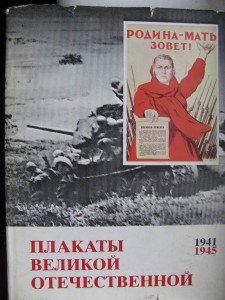 РОДИНА-МАТЬ
ЗОВЕТ!
ПЛАКАТЫ
ВЕЛИКОЙ
ОТЕЧЕСТВЕННОЙ
1941
1945